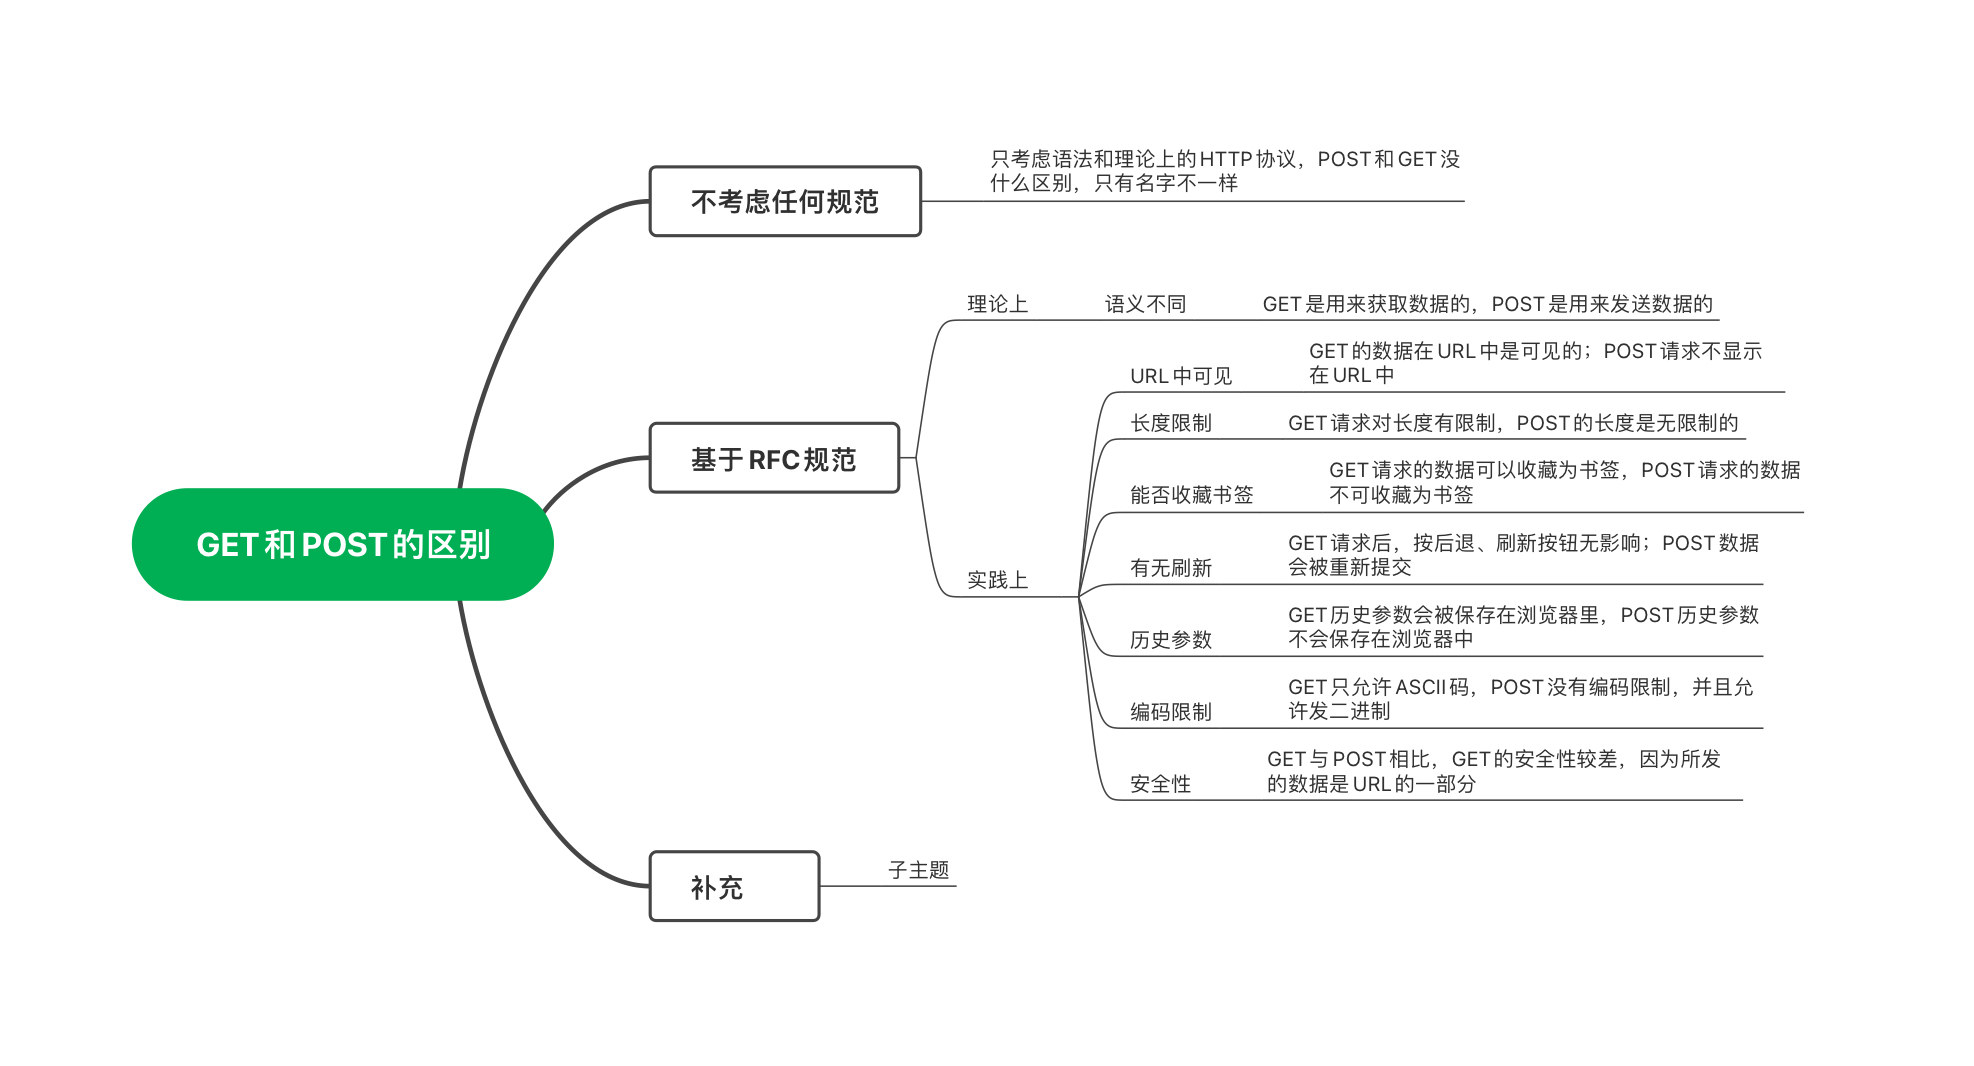 GET 和 POST 的区别
不考虑任何规范
只考虑语法和理论上的 HTTP 协议，POST 和 GET 没
什么区别，只有名字不一样
基于 RFC 规范
理论上
语义不同
GET 是用来获取数据的，POST 是用来发送数据的
实践上
URL 中可见
GET 的数据在 URL 中是可见的；POST 请求不显示
在 URL 中
长度限制
GET 请求对长度有限制，POST 的长度是无限制的
能否收藏书签
GET 请求的数据可以收藏为书签，POST 请求的数据
不可收藏为书签
有无刷新
GET 请求后，按后退、刷新按钮无影响；POST 数据
会被重新提交
历史参数
GET 历史参数会被保存在浏览器里，POST 历史参数
不会保存在浏览器中
编码限制
GET 只允许 ASCII 码，POST 没有编码限制，并且允
许发二进制
安全性
GET 与 POST 相比，GET 的安全性较差，因为所发
的数据是 URL 的一部分
补充
子主题